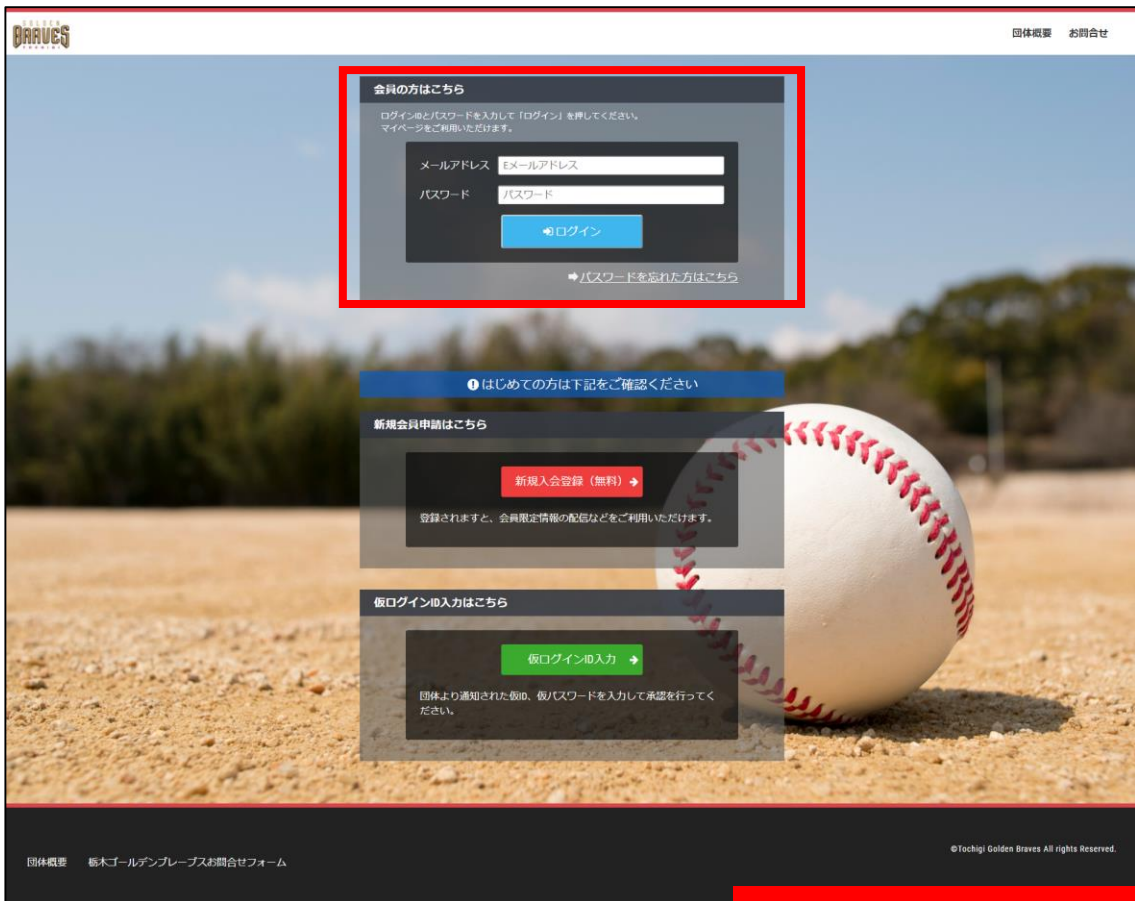 GOLDEN
BRAVES
TOCHIGI
団体概要 お問合せ
会員の方はこちら
ログインIDとパスワードを入力して「ログイン」を押してください。
マイページをご利用いただけます。
メールアドレス Eメールアドレス
パスワード パスワード
ログイン
パスワードを忘れた方はこちら
はじめての方は下記をご確認ください
新規会員申請はこちら
新規入会登録（無料）
登録されますと、会員限定情報の配信などをご利用いただけます。
仮ログインID入力はこちら
仮ログインID入力
団体より通知された仮ID、仮パスワードを入力して承認を行ってく
ださい。
団体概要 栃木ゴールデンブレーブスお問合せフォーム
©Tochigi Golden Braves All rights Reserved.